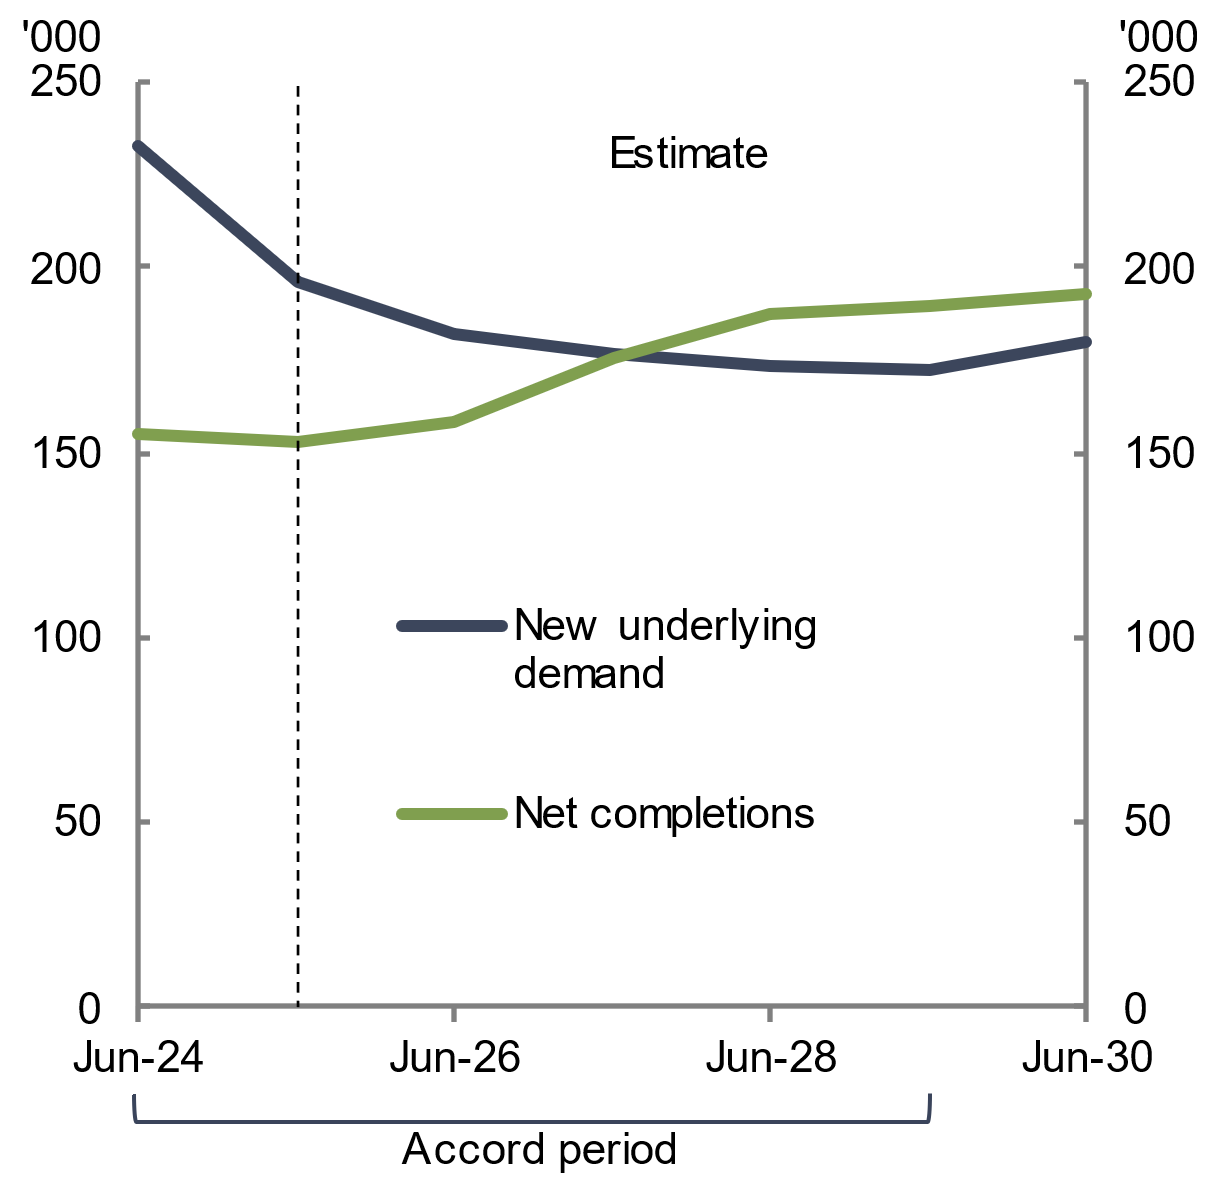 '000 '000
250 250
Estimate
200 200
150 150
100 100
New underlying
demand
50 50
Net completions
0 0
Jun-24 Jun-26 Jun-28 Jun-30
Accord period